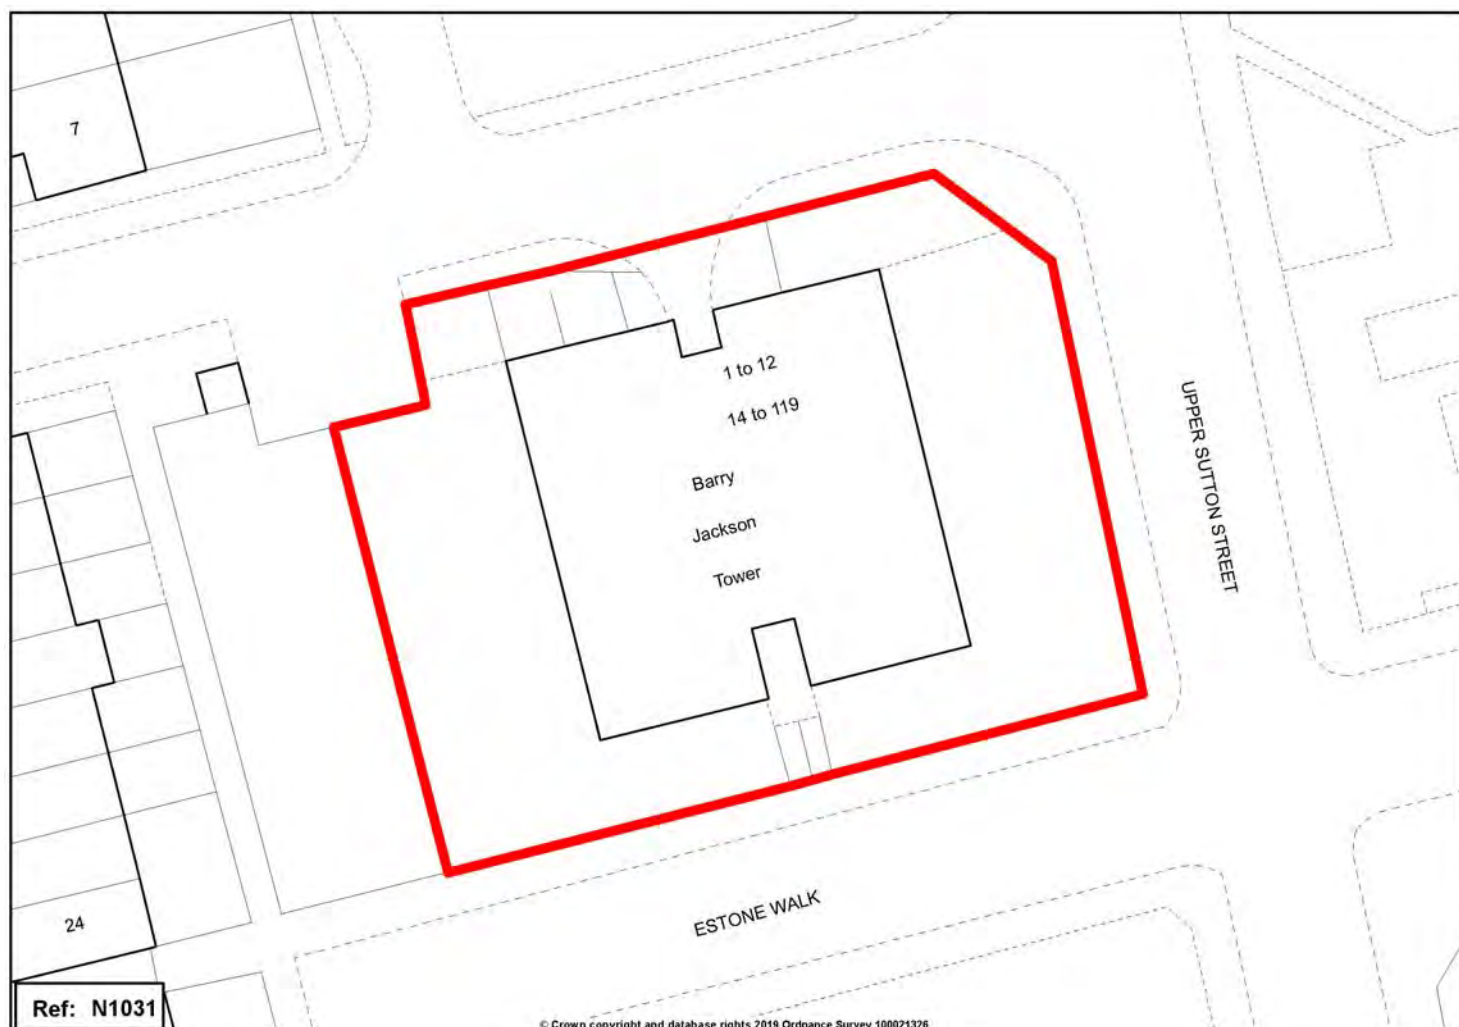 7
1 to 12
14 to 119
Barry
Jackson
Tower
UPPER SUTTON STREET
ESTONE WALK
24
Ref: N1031
© Crown copyright and database rights 2019 Ordnance Survey 100021326